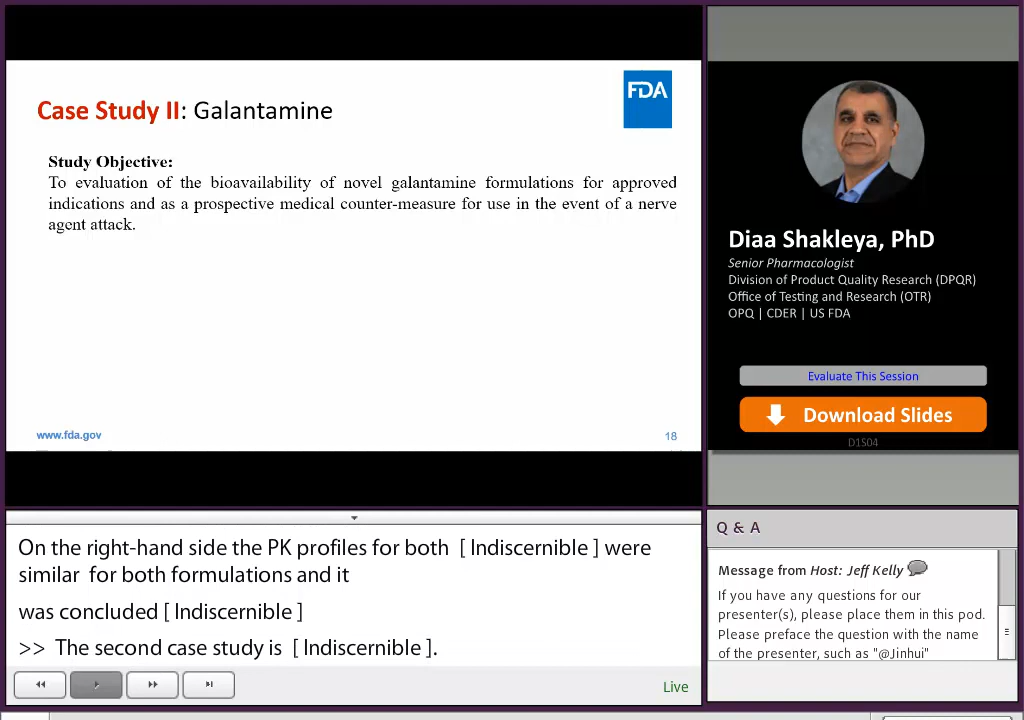 Case Study II: Galantamine
FDA
Study Objective:
To evaluation of the bioavailability of novel galantamine formulations for approved
indications and as a prospective medical counter-measure for use in the event of a nerve
agent attack.
www.fda.gov
18
Diaa Shakleya, PhD
Senior Pharmacologist
Division of Product Quality Research (DPQR)
Office of Testing and Research (OTR)
OPQ | CDER | US FDA
Evaluate This Session
Download Slides
D1S04
On the right-hand side the PK profiles for both [ Indiscernible ] were
similar for both formulations and it
was concluded [ Indiscernible ]
>> The second case study is [ Indiscernible ].
Live
Q & A
Message from Host: Jeff Kelly
If you have any questions for our
presenter(s), please place them in this pod.
Please preface the question with the name
of the presenter, such as "@Jinhui"